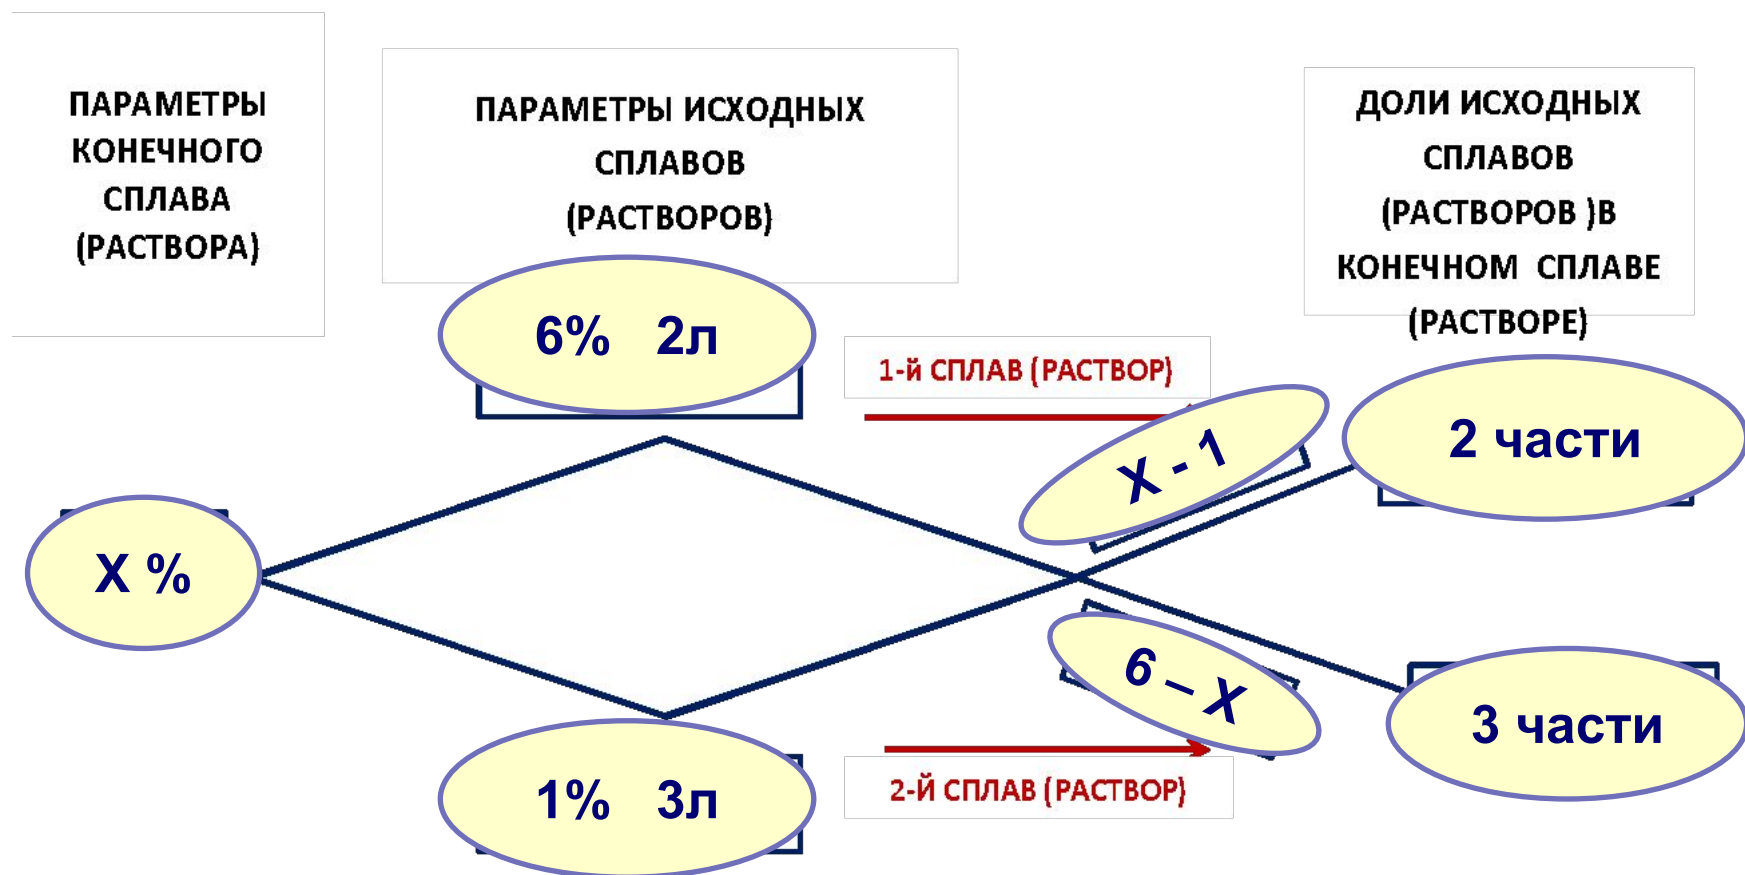 ПАРАМЕТРЫ
КОНЕЧНОГО
СПЛАВА
(РАСТВОРА)
ПАРАМЕТРЫ ИСХОДНЫХ
СПЛАВОВ
(РАСТВОРОВ)
ДОЛИ ИСХОДНЫХ
СПЛАВОВ
(РАСТВОРОВ )В
КОНЕЧНОМ СПЛАВЕ
(РАСТВОРЕ)
6% 2л
1-й СПЛАВ (РАСТВОР)
X - 1
2 части
X %
6 – X
3 части
1% 3л
2-Й СПЛАВ (РАСТВОР)